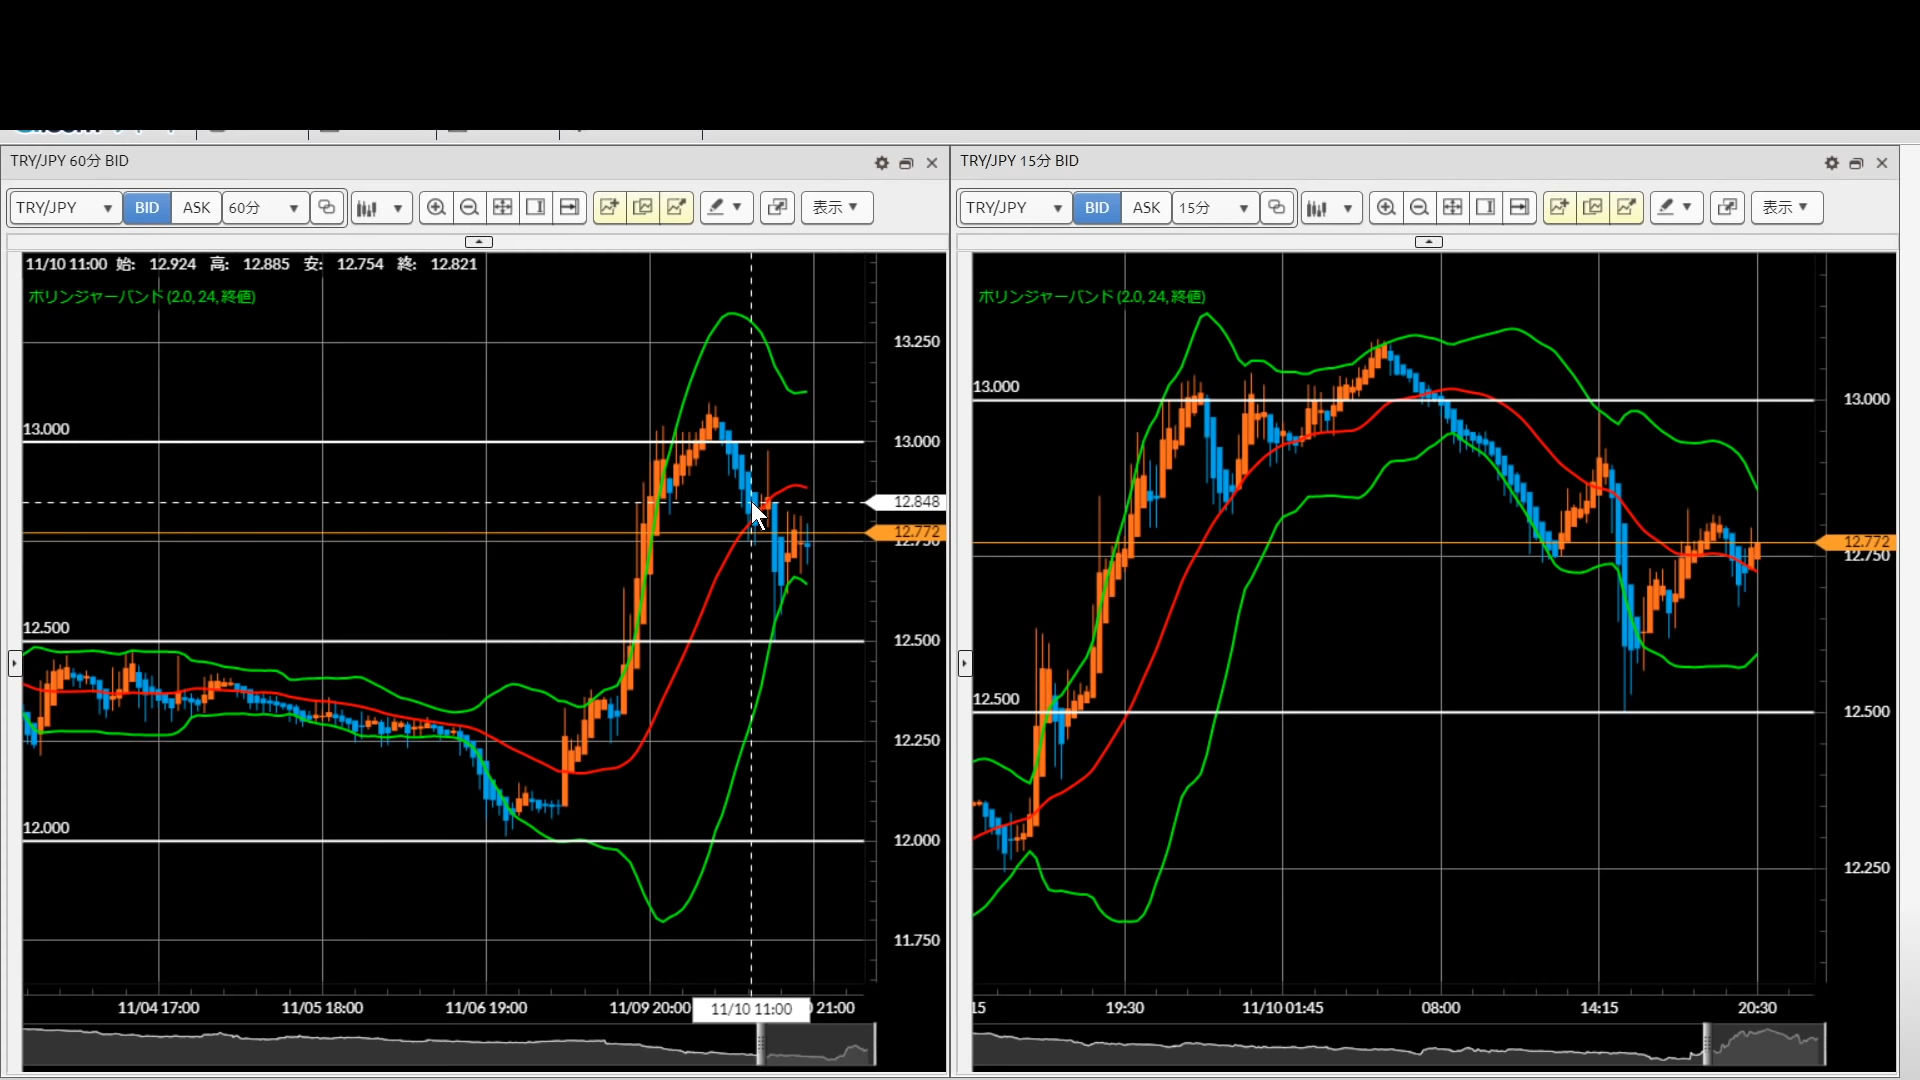 TRY/JPY 60分 BID
TRY/JPY BID ASK 60分 表示
11/10 11:00 始: 12.924 高: 12.885 安: 12.754 終: 12.821
ボリンジャーバンド (2.0, 24, 終値)
13.250
13.000 13.000
12.848
12.772
12.750
12.500 12.500
12.250
12.000 12.000
11.750
11/04 17:00 11/05 18:00 11/06 19:00 11/09 20:00 11/10 11:00 21:00
TRY/JPY 15分 BID
TRY/JPY BID ASK 15分 表示
ボリンジャーバンド (2.0, 24, 終値)
13.000 13.000
12.772
12.750
12.500 12.500
12.250
15 19:30 11/10 01:45 08:00 14:15 20:30